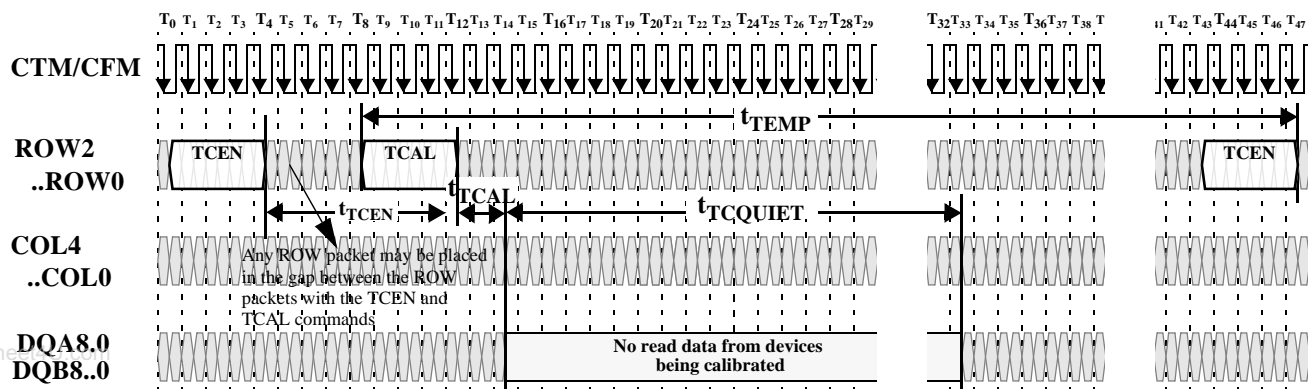 T0 T1 T2 T3 T4 T5 T6 T7 T8 T9 T10 T11 T12 T13 T14 T15 T16 T17 T18 T19 T20 T21 T22 T23 T24 T25 T26 T27 T28 T29 T32 T33 T34 T35 T36 T37 T38 T 41 T42 T43 T44 T45 T46 T47
CTM/CFM
tTEMP
ROW2
..ROW0
TCEN TCAL TCEN
tTCAL
tTCEN
tTCQUIET
COL4
..COL0
Any ROW packet may be placed
in the gap between the ROW
packets with the TCEN and
TCAL commands
DQA8.0
DQB8..0
No read data from devices
being calibrated